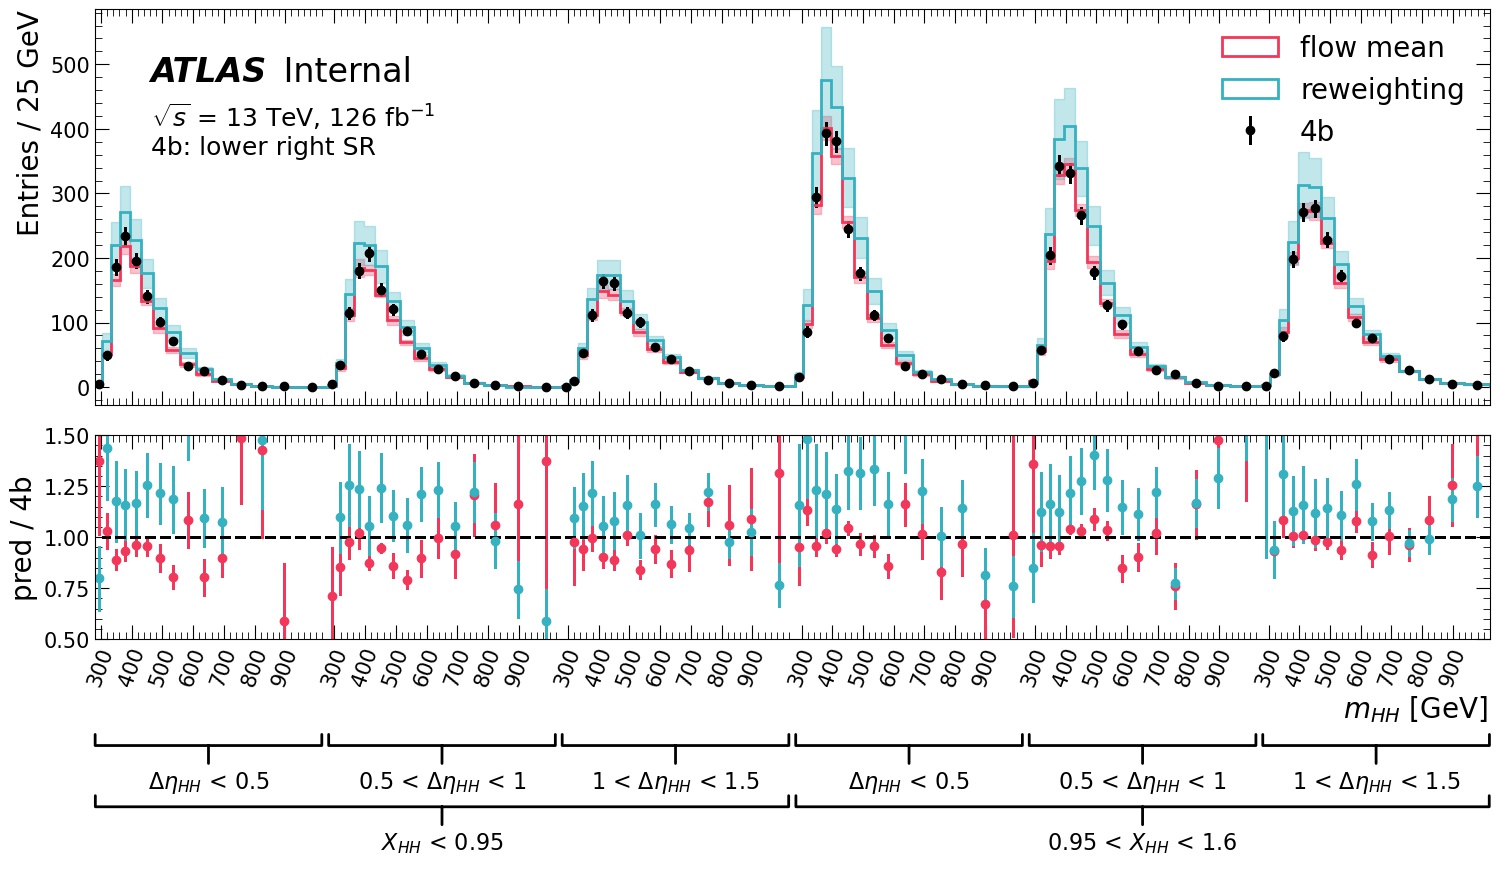 Entries / 25 GeV
500
400
300
200
100
0
ATLAS Internal
√s = 13 TeV, 126 fb⁻¹
4b: lower right SR
flow mean
reweighting
4b
pred / 4b
1.50
1.25
1.00
0.75
0.50
300 400 500 600 700 800 900 300 400 500 600 700 800 900 300 400 500 600 700 800 900 300 400 500 600 700 800 900 300 400 500 600 700 800 900 300 400 500 600 700 800 900
m_HH [GeV]
Δη_HH < 0.5 0.5 < Δη_HH < 1 1 < Δη_HH < 1.5 Δη_HH < 0.5 0.5 < Δη_HH < 1 1 < Δη_HH < 1.5
X_HH < 0.95 0.95 < X_HH < 1.6